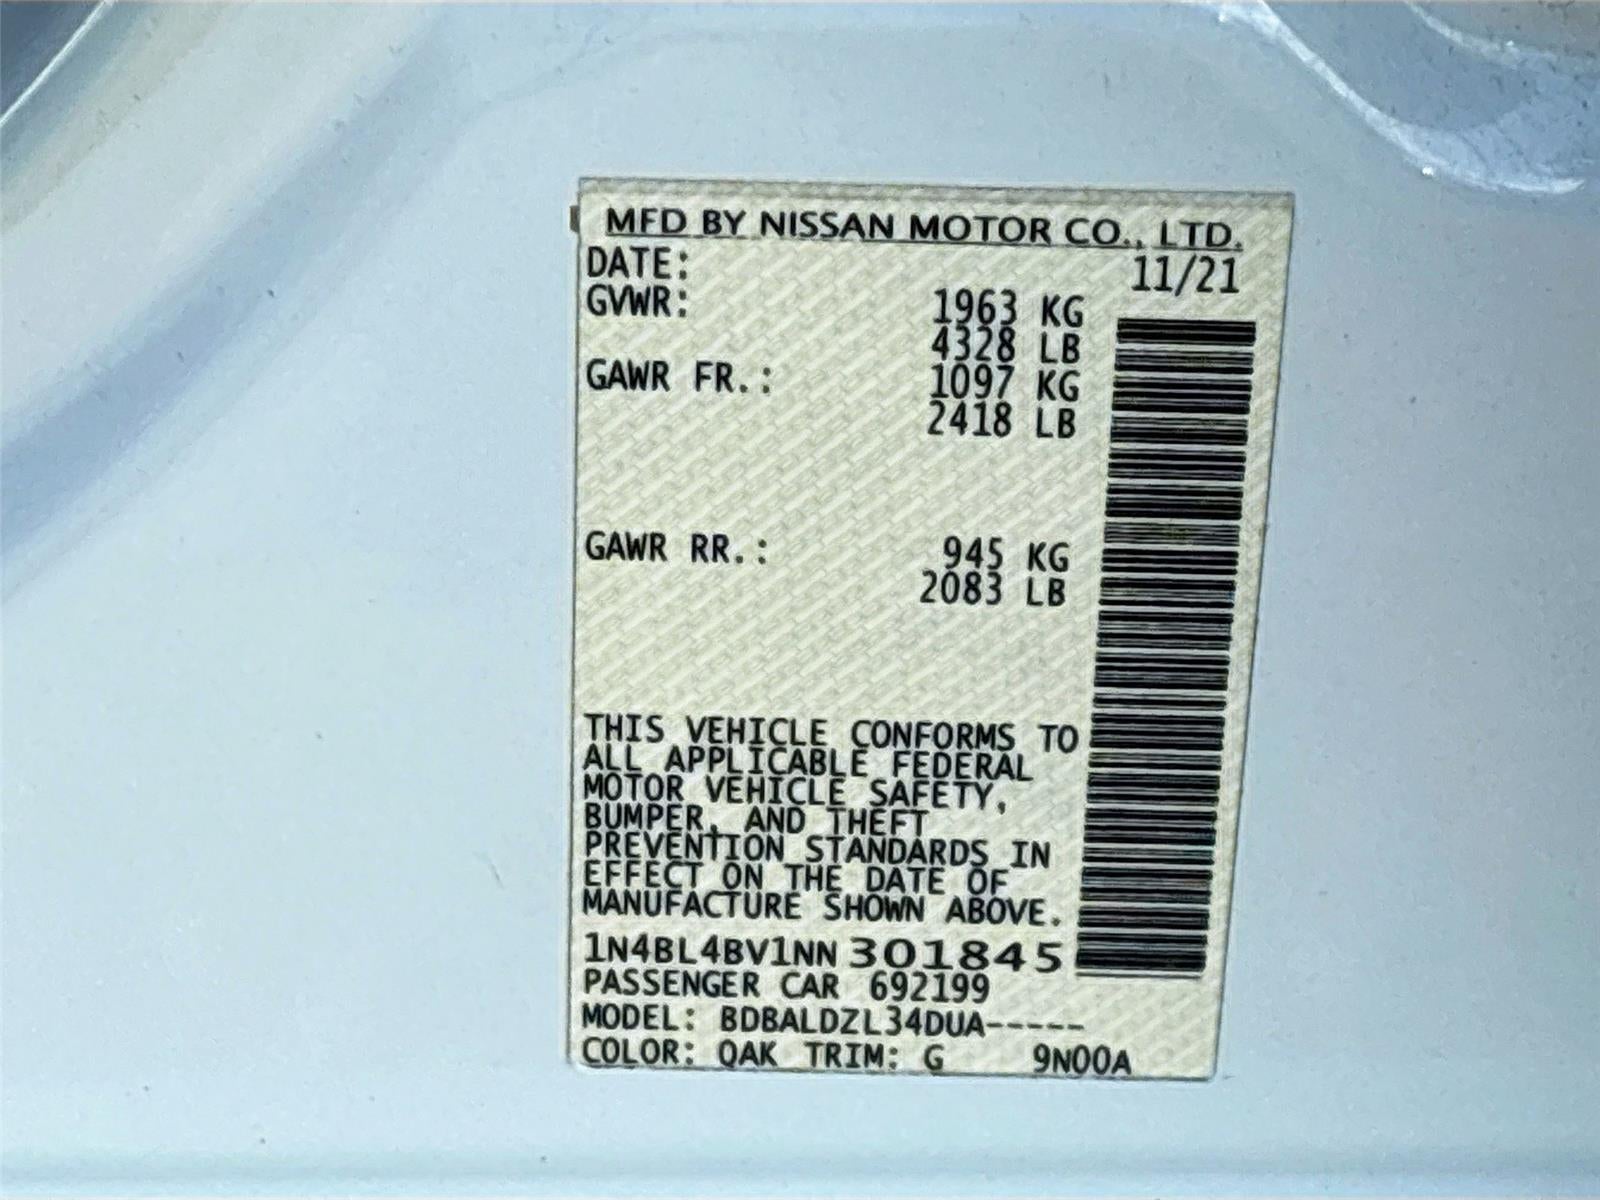 MFD BY NISSAN MOTOR CO., LTD.
DATE: 11/21
GVWR: 1963 KG
4328 LB
GAWR FR.: 1097 KG
2418 LB
GAWR RR.: 945 KG
2083 LB
THIS VEHICLE CONFORMS TO
ALL APPLICABLE FEDERAL
MOTOR VEHICLE SAFETY,
BUMPER, AND THEFT
PREVENTION STANDARDS IN
EFFECT ON THE DATE OF
MANUFACTURE SHOWN ABOVE.
1N4BL4BV1NN301845
PASSENGER CAR 692199
MODEL: BDBALDZL34DUA-----
COLOR: QAK TRIM: G 9N00A